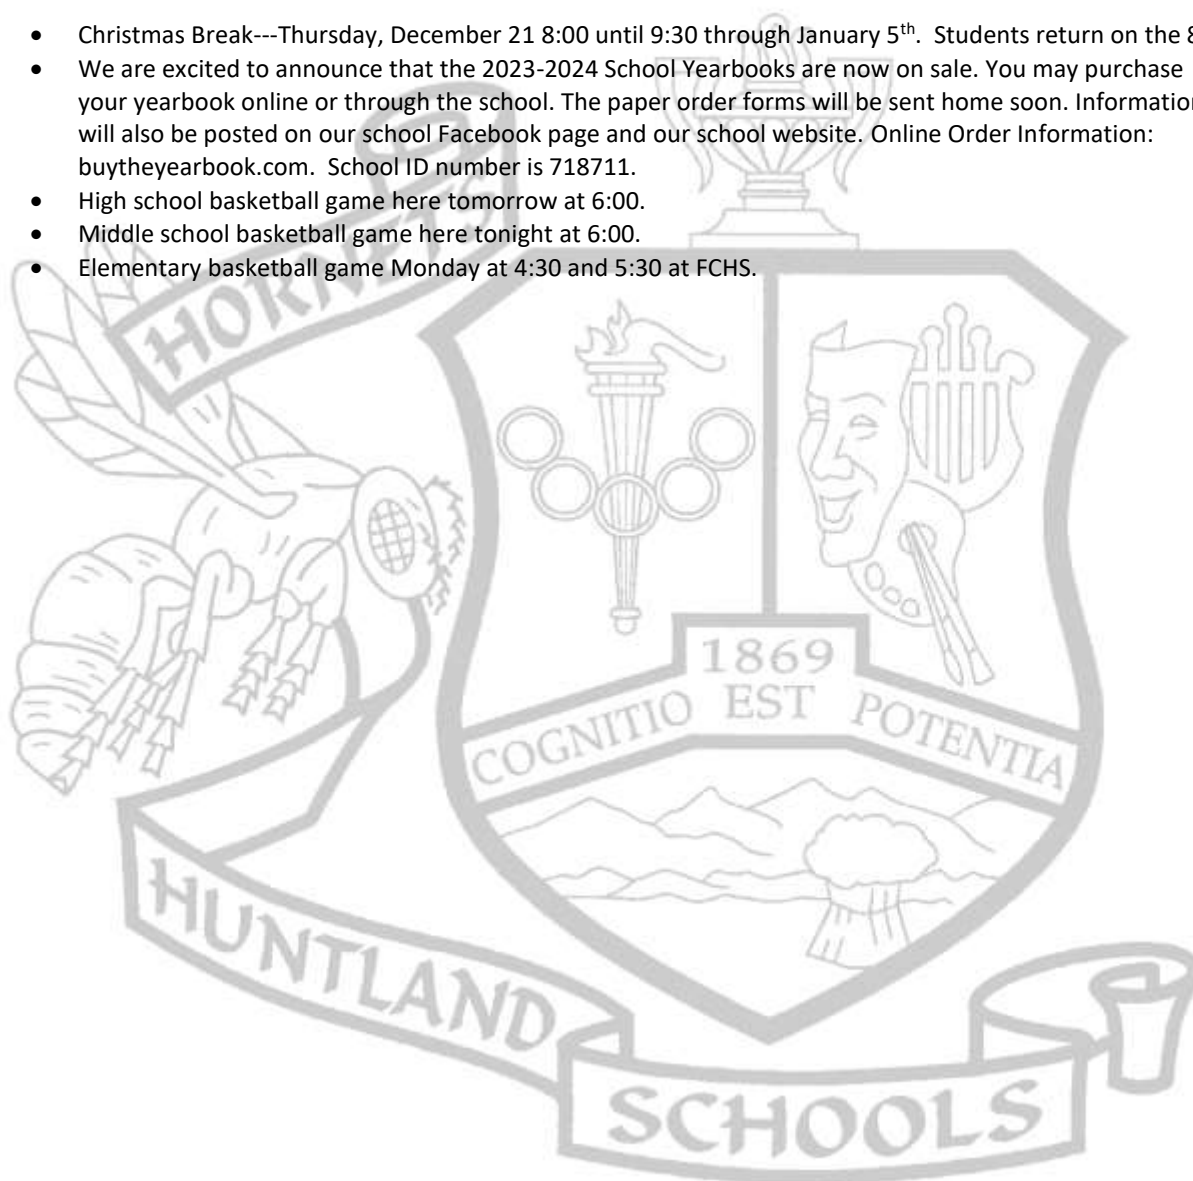 • Christmas Break---Thursday, December 21 8:00 until 9:30 through January 5th. Students return on the
• We are excited to announce that the 2023-2024 School Yearbooks are now on sale. You may purchase
your yearbook online or through the school. The paper order forms will be sent home soon. Information
will also be posted on our school Facebook page and our school website. Online Order Information:
buytheyearbook.com. School ID number is 718711.
• High school basketball game here tomorrow at 6:00.
• Middle school basketball game here tonight at 6:00.
• Elementary basketball game Monday at 4:30 and 5:30 at FCHS.
HORNETS
1869
COGNITIO EST POTENTIA
HUNTLAND
SCHOOLS